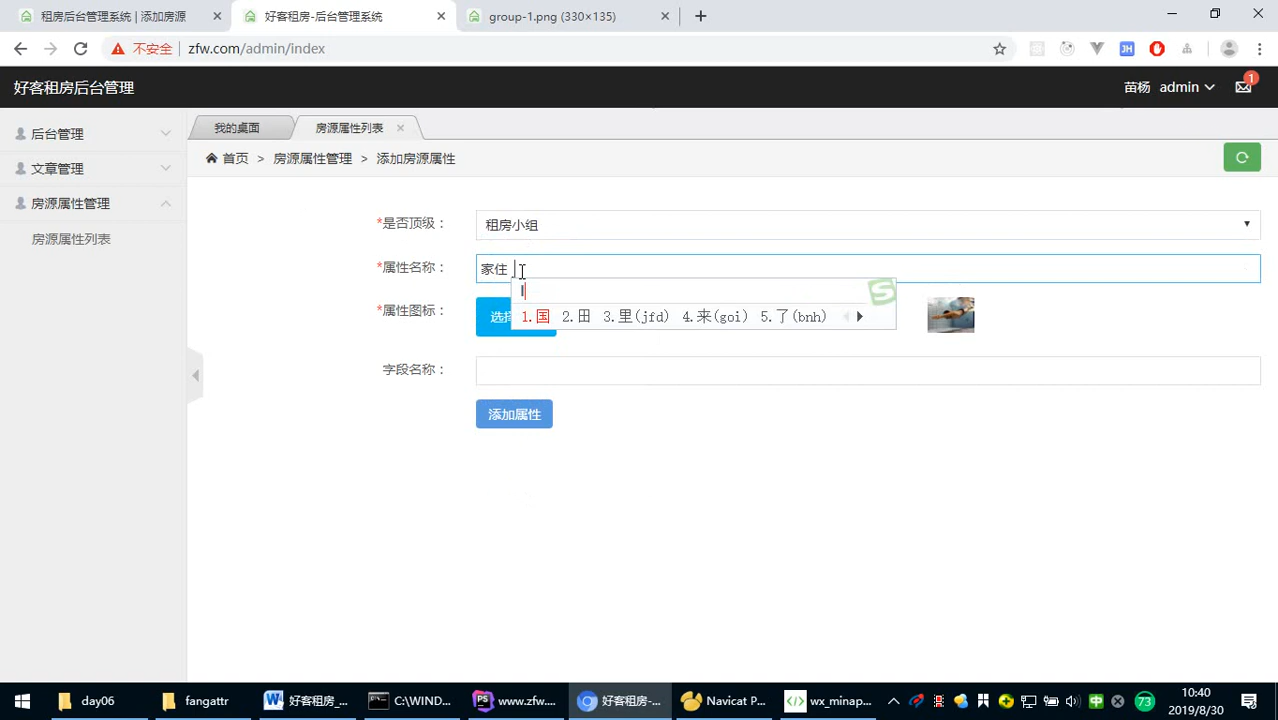 租房后台管理系统 | 添加房源
好客租房-后台管理系统
group-1.png (330×135)
不安全 | zfw.com/admin/index
JH
好客租房后台管理
苗杨 admin
1
后台管理
文章管理
房源属性管理
房源属性列表
我的桌面
房源属性列表
首页 > 房源属性管理 > 添加房源属性
*是否顶级：
租房小组
*属性名称：
家住
l
1.国 2.田 3.里(jfd) 4.来(goi) 5.了(bnh)
S
*属性图标：
选择
字段名称：
添加属性
day06
fangattr
好客租房_...
C:\WIND...
www.zfw....
好客租房-...
Navicat P...
wx_minap...
中
73
10:40
2019/8/30